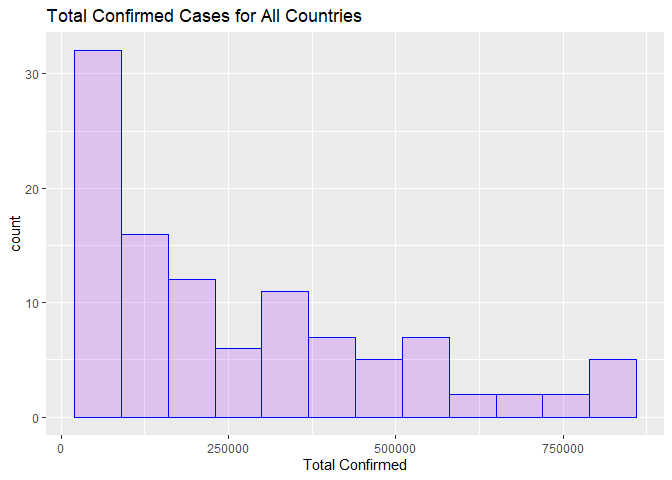 Total Confirmed Cases for All Countries
30
20
10
0
count
0 250000 500000 750000
Total Confirmed